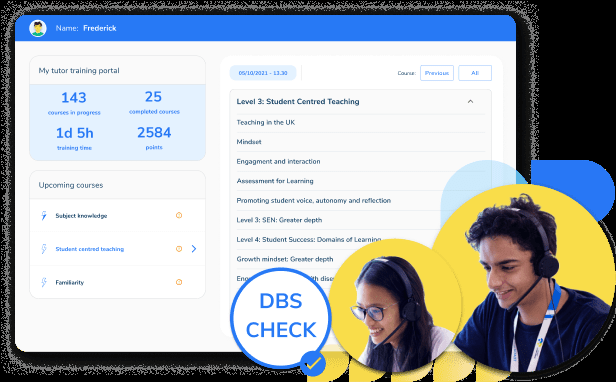 Name: Frederick
My tutor training portal
143
courses in progress
25
completed courses
1d 5h
training time
2584
points
Upcoming courses
Subject knowledge
Student centred teaching
Familiarity
05/10/2021 - 13.30
Course:
Previous
All
Level 3: Student Centred Teaching
Teaching in the UK
Mindset
Engagment and interaction
Assessment for Learning
Promoting student voice, autonomy and reflection
Level 3: SEN: Greater depth
Level 4: Student Success: Domains of Learning
Growth mindset: Greater depth
DBS
CHECK